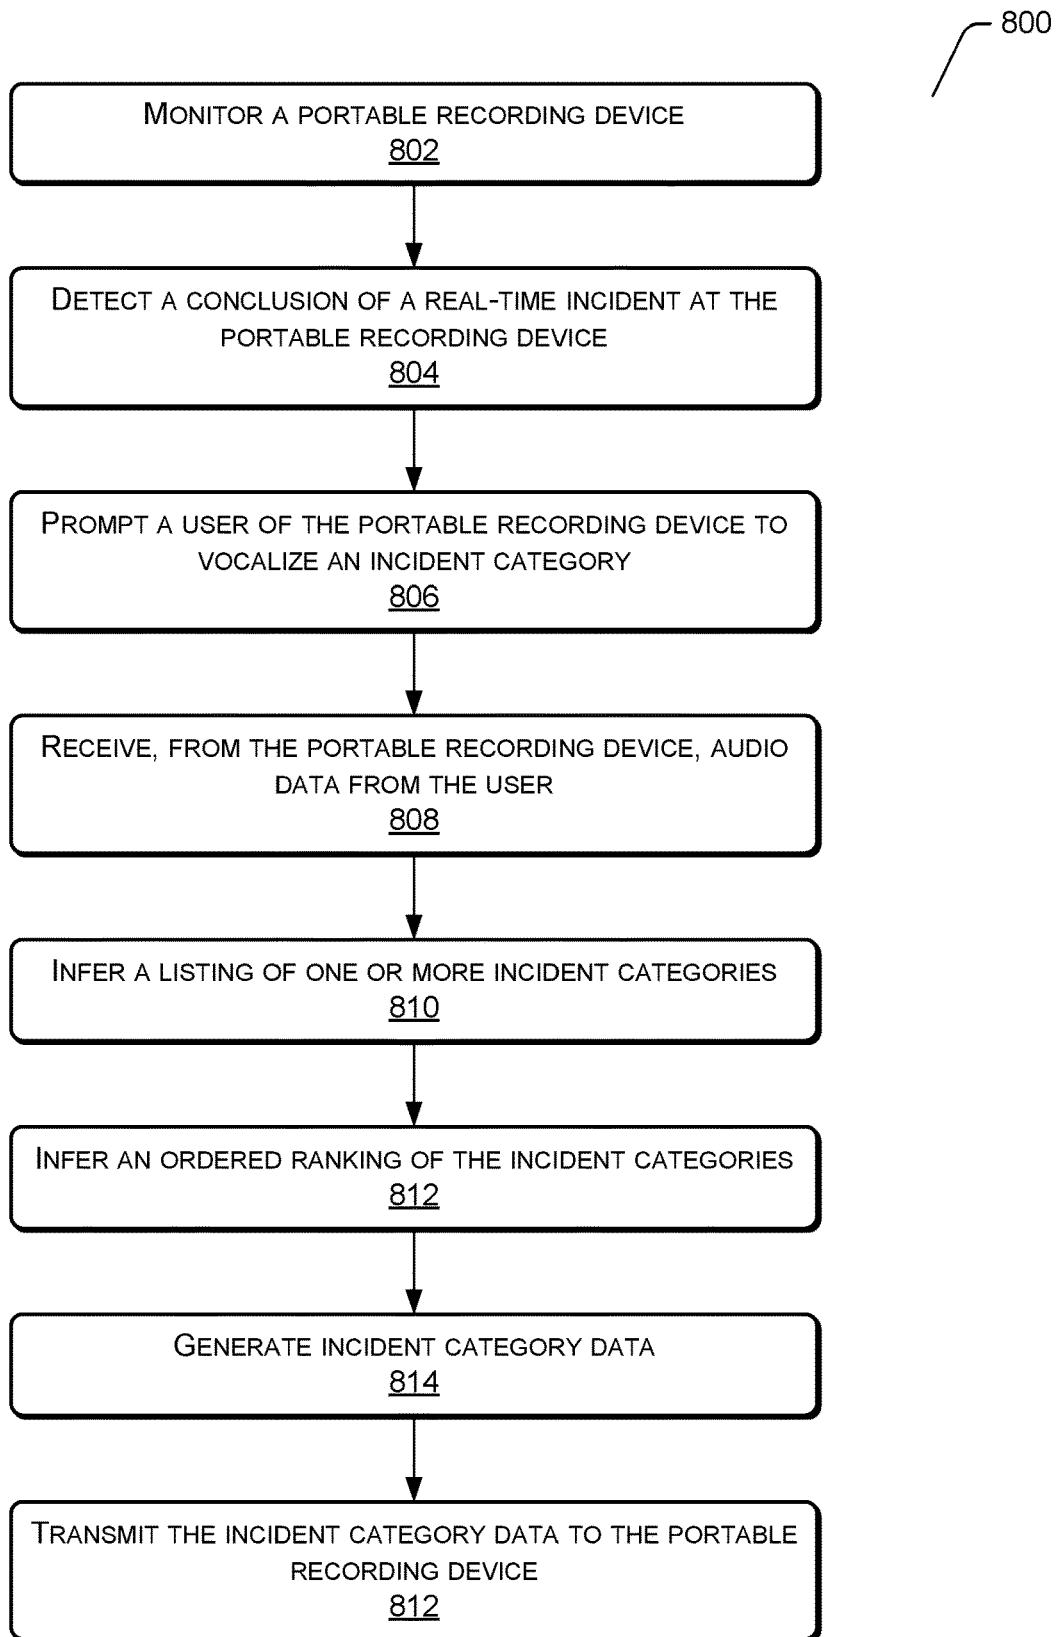 800
MONITOR A PORTABLE RECORDING DEVICE
802
DETECT A CONCLUSION OF A REAL-TIME INCIDENT AT THE
PORTABLE RECORDING DEVICE
804
PROMPT A USER OF THE PORTABLE RECORDING DEVICE TO
VOCALIZE AN INCIDENT CATEGORY
806
RECEIVE, FROM THE PORTABLE RECORDING DEVICE, AUDIO
DATA FROM THE USER
808
INFER A LISTING OF ONE OR MORE INCIDENT CATEGORIES
810
INFER AN ORDERED RANKING OF THE INCIDENT CATEGORIES
812
GENERATE INCIDENT CATEGORY DATA
814
TRANSMIT THE INCIDENT CATEGORY DATA TO THE PORTABLE
RECORDING DEVICE
812